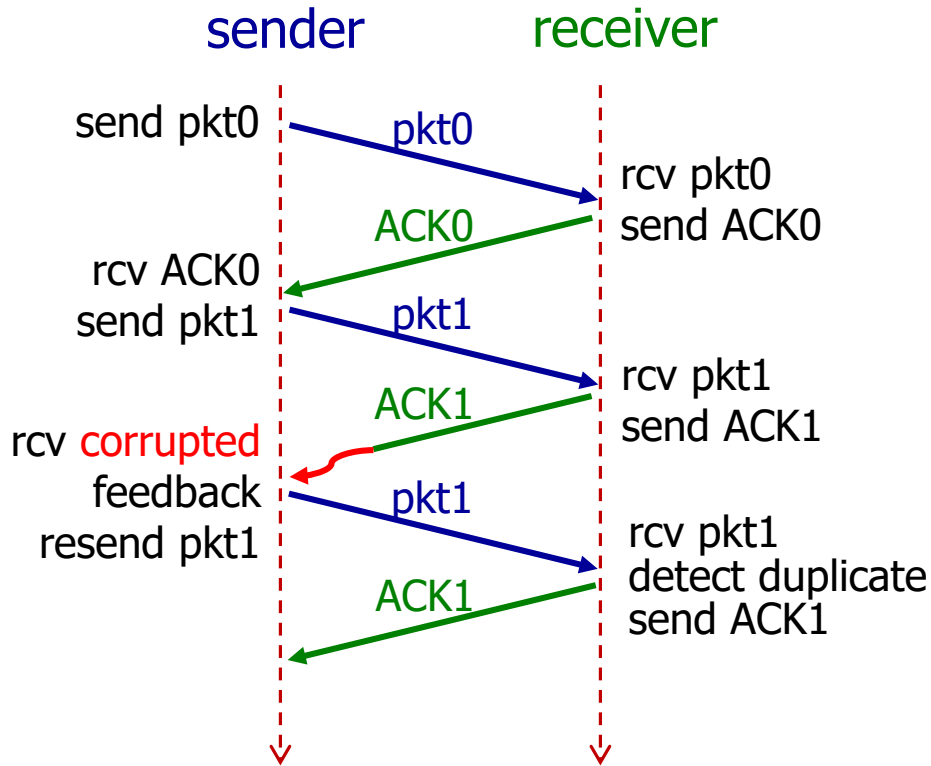 sender
receiver
send pkt0
pkt0
rcv pkt0
send ACK0
ACK0
rcv ACK0
send pkt1
pkt1
rcv pkt1
send ACK1
ACK1
rcv corrupted
feedback
resend pkt1
pkt1
rcv pkt1
detect duplicate
send ACK1
ACK1